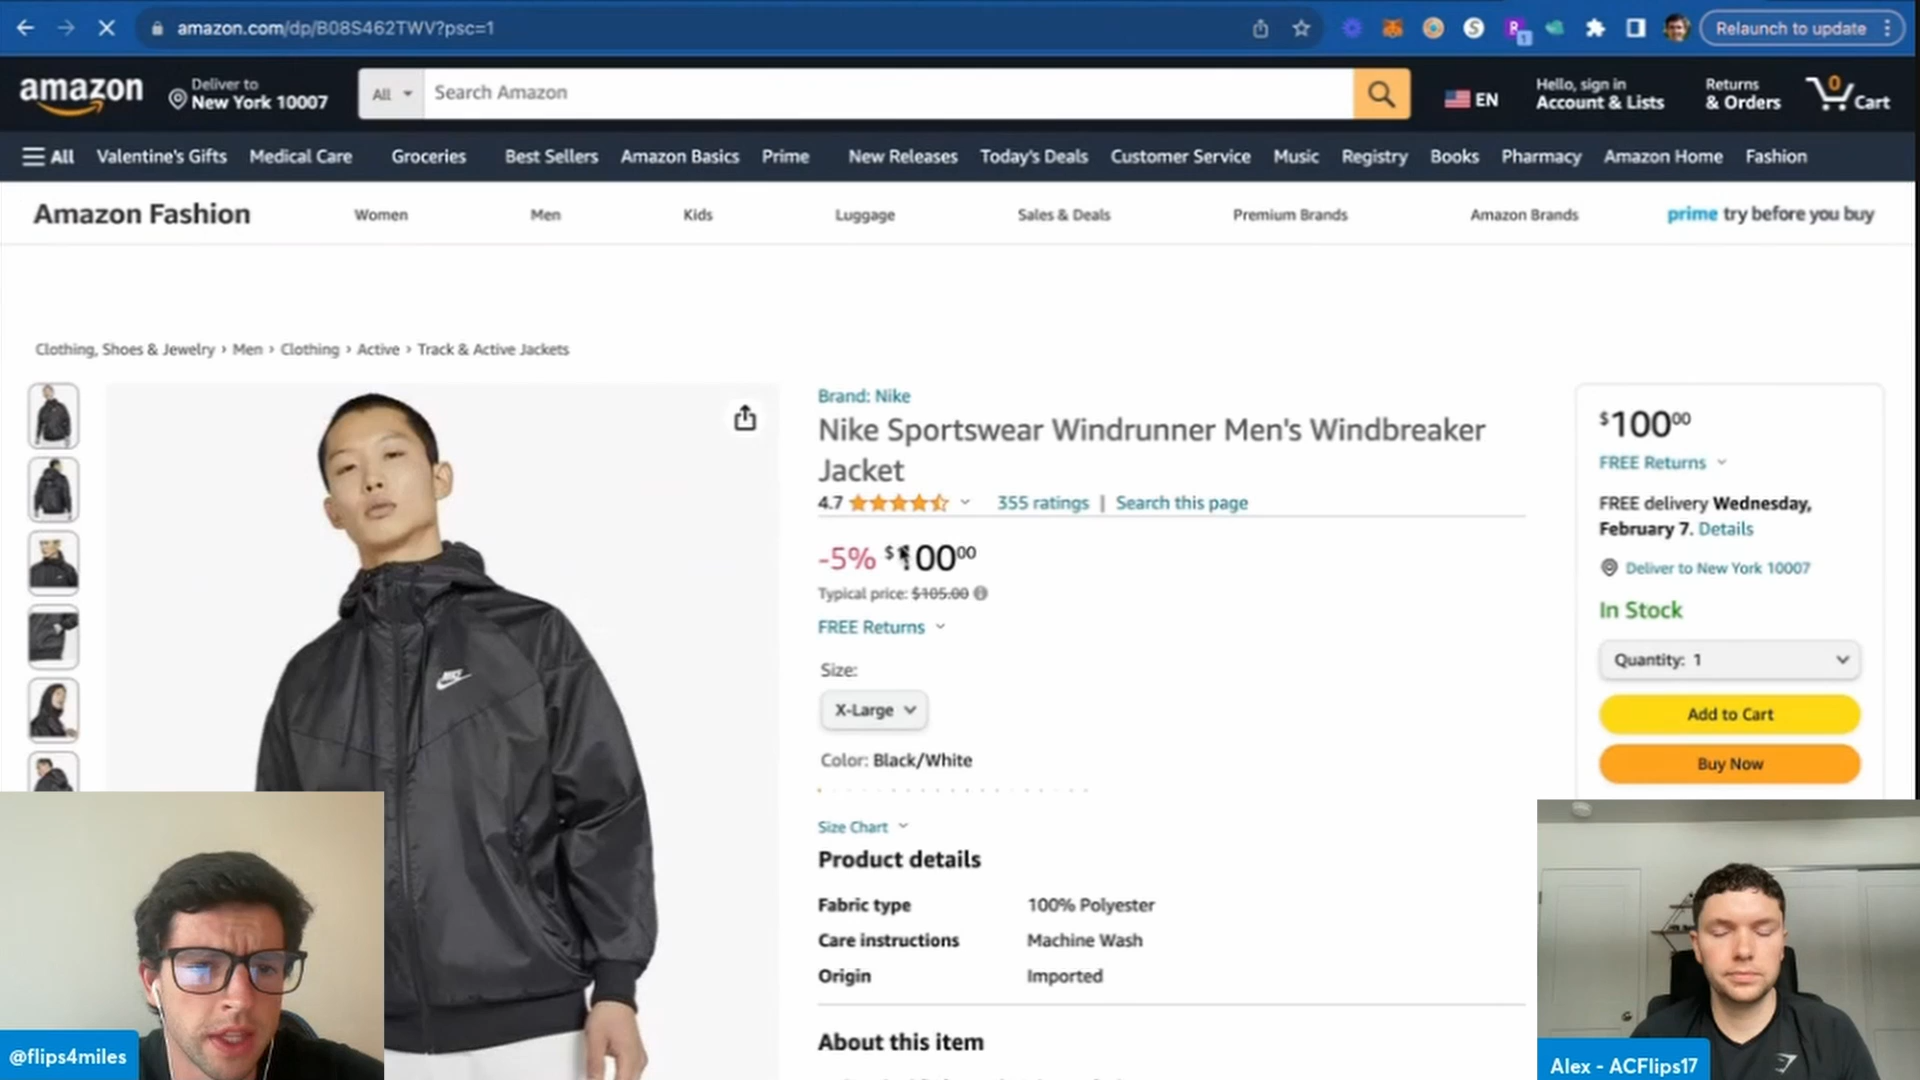 amazon.com/dp/B08S462TWV?psc=1
Relaunch to update
amazon
Deliver to
New York 10007
All
Search Amazon
EN
Hello, sign in
Account & Lists
Returns
& Orders
0
Cart
All
Valentine's Gifts
Medical Care
Groceries
Best Sellers
Amazon Basics
Prime
New Releases
Today's Deals
Customer Service
Music
Registry
Books
Pharmacy
Amazon Home
Fashion
Amazon Fashion
Women
Men
Kids
Luggage
Sales & Deals
Premium Brands
Amazon Brands
prime try before you buy
Clothing, Shoes & Jewelry › Men › Clothing › Active › Track & Active Jackets
Brand: Nike
Nike Sportswear Windrunner Men's Windbreaker
Jacket
4.7
355 ratings | Search this page
-5% $10000
Typical price: $105.00
FREE Returns
Size:
X-Large
Color: Black/White
Size Chart
Product details
Fabric type 100% Polyester
Care instructions Machine Wash
Origin Imported
About this item
$10000
FREE Returns
FREE delivery Wednesday,
February 7. Details
Deliver to New York 10007
In Stock
Quantity: 1
Add to Cart
Buy Now
NIKE
@flips4miles
Alex - ACFlips17